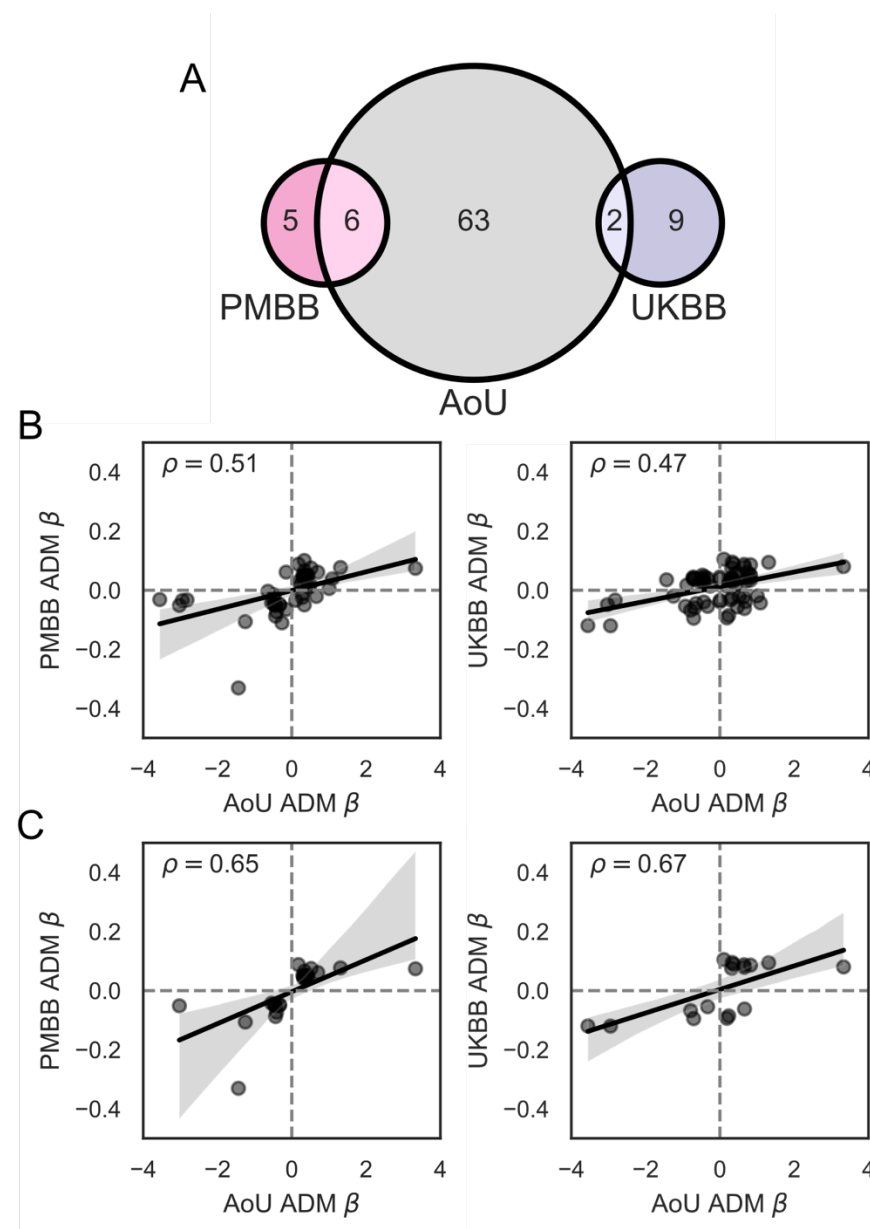 A
5 6 63 2 9
PMBB UKBB
AoU
B
ρ = 0.51
PMBB ADM β
0.4
0.2
0.0
−0.2
−0.4
−4 −2 0 2 4
AoU ADM β
ρ = 0.47
UKBB ADM β
0.4
0.2
0.0
−0.2
−0.4
−4 −2 0 2 4
AoU ADM β
C
ρ = 0.65
PMBB ADM β
0.4
0.2
0.0
−0.2
−0.4
−4 −2 0 2 4
AoU ADM β
ρ = 0.67
UKBB ADM β
0.4
0.2
0.0
−0.2
−0.4
−4 −2 0 2 4
AoU ADM β